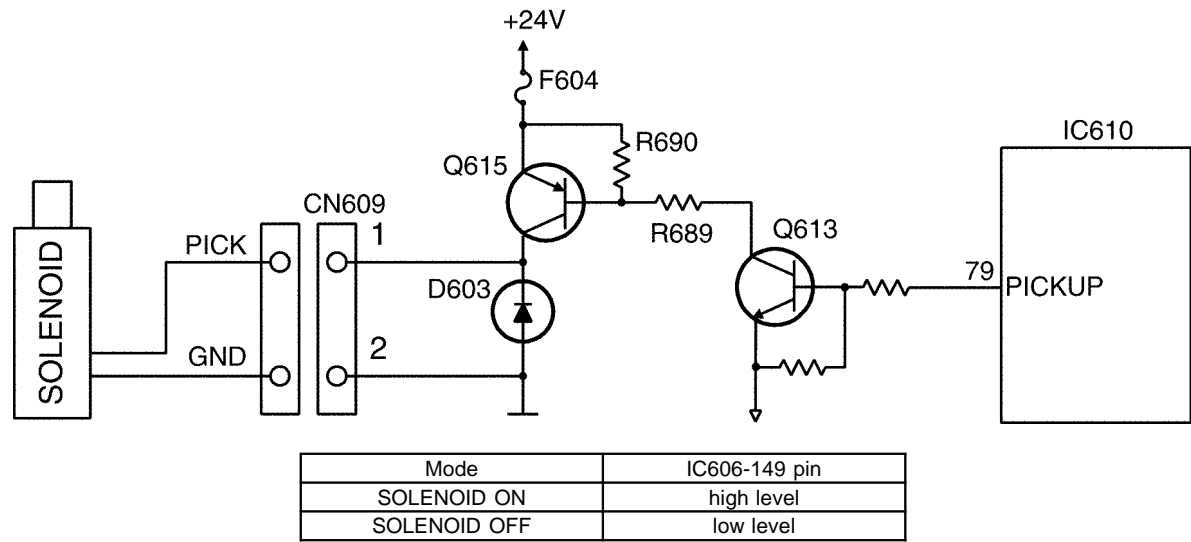 +24V
F604
IC610
R690
Q615
CN609
1
PICK
R689
Q613
79
PICKUP
D603
SOLENOID
2
GND
Mode IC606-149 pin
SOLENOID ON high level
SOLENOID OFF low level